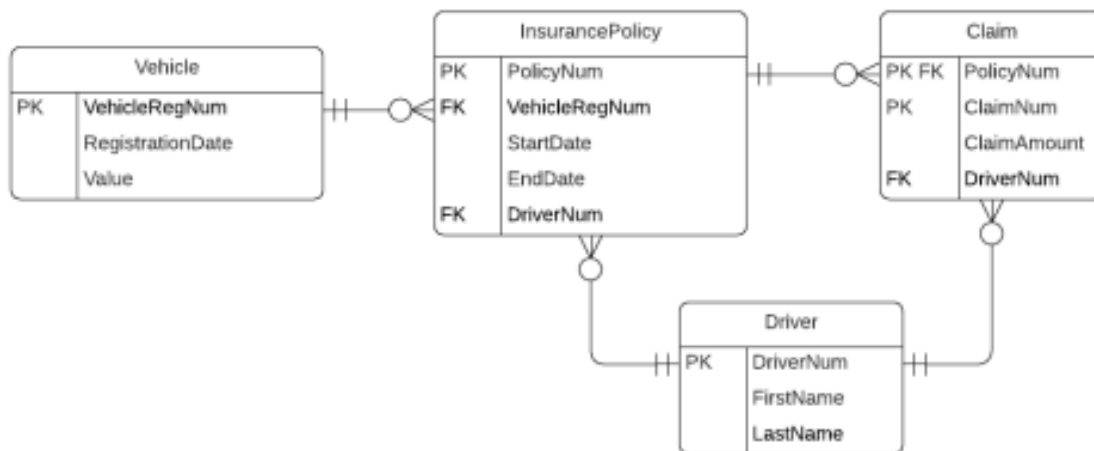 Vehicle
PK VehicleRegNum
RegistrationDate
Value
InsurancePolicy
PK PolicyNum
FK VehicleRegNum
StartDate
EndDate
FK DriverNum
Claim
PK FK PolicyNum
PK ClaimNum
ClaimAmount
FK DriverNum
Driver
PK DriverNum
FirstName
LastName